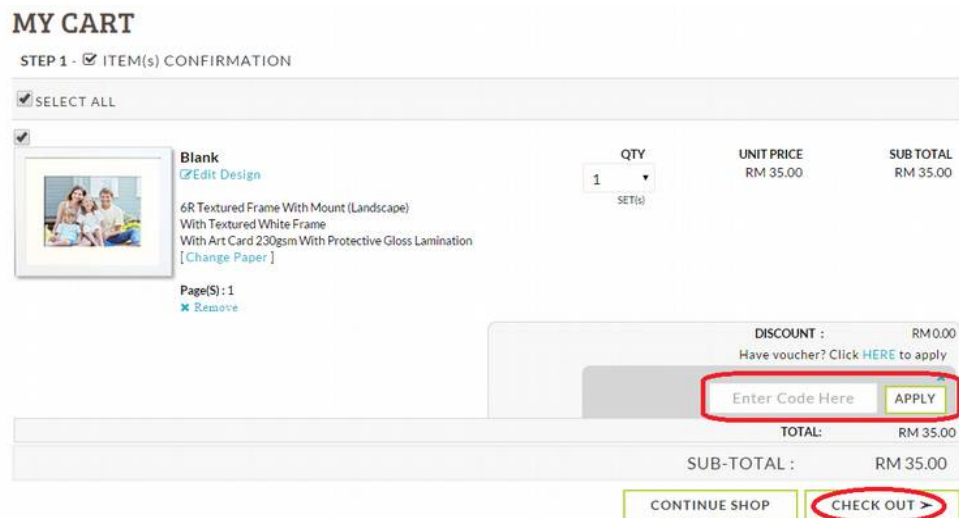 MY CART
STEP 1 - ITEM(s) CONFIRMATION
SELECT ALL
Blank
Edit Design
6R Textured Frame With Mount (Landscape)
With Textured White Frame
With Art Card 230gsm With Protective Gloss Lamination
[Change Paper]
Page(S) : 1
Remove
QTY
1
SET(s)
UNIT PRICE
RM 35.00
SUB TOTAL
RM 35.00
DISCOUNT : RM 0.00
Have voucher? Click HERE to apply
Enter Code Here APPLY
TOTAL: RM 35.00
SUB-TOTAL : RM 35.00
CONTINUE SHOP CHECK OUT